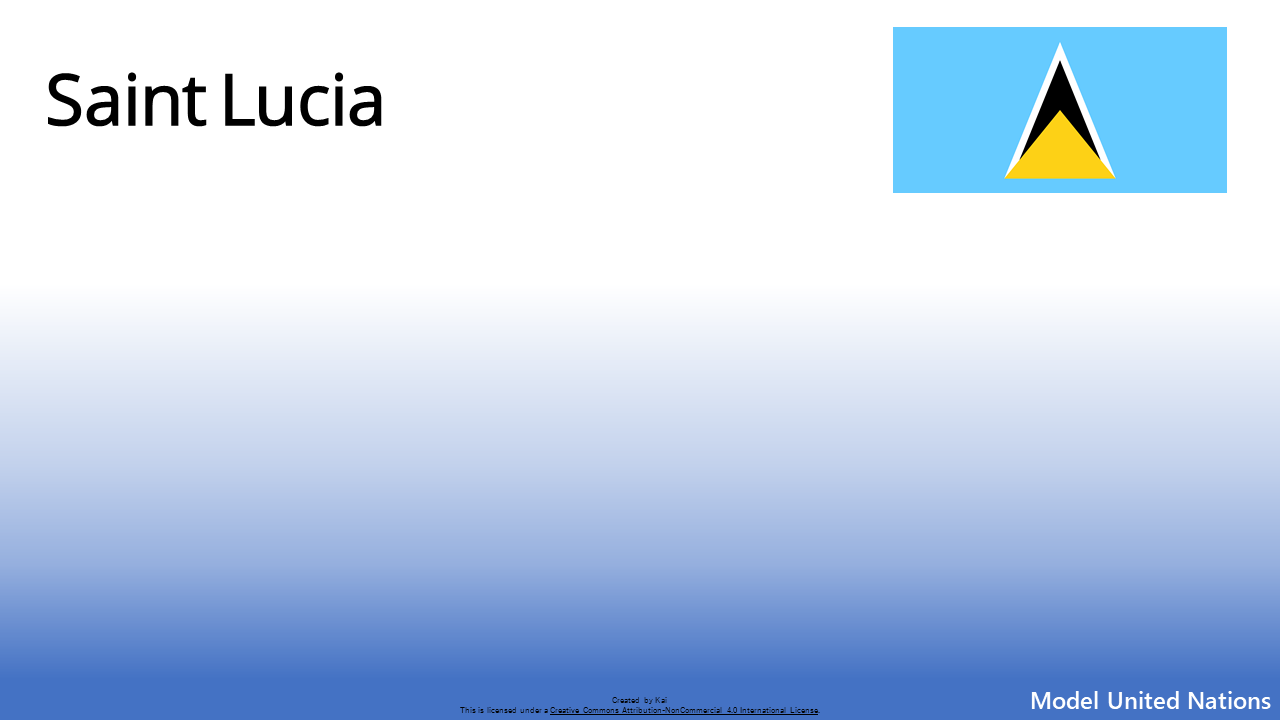 Saint Lucia
Created by Kai
This is licensed under a Creative Commons Attribution-NonCommercial 4.0 International License.
Model United Nations